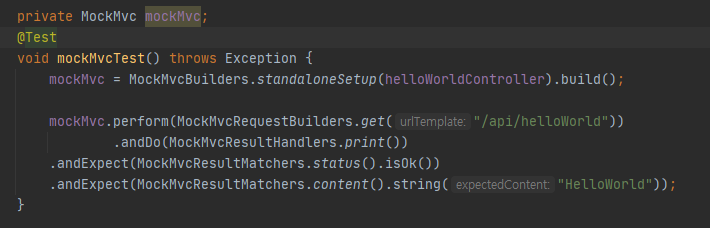 private MockMvc mockMvc;
@Test
void mockMvcTest() throws Exception {
mockMvc = MockMvcBuilders.standaloneSetup(helloWorldController).build();
mockMvc.perform(MockMvcRequestBuilders.get( urlTemplate: "/api/helloWorld"))
.andDo(MockMvcResultHandlers.print())
.andExpect(MockMvcResultMatchers.status().isOk())
.andExpect(MockMvcResultMatchers.content().string( expectedContent: "HelloWorld"));
}